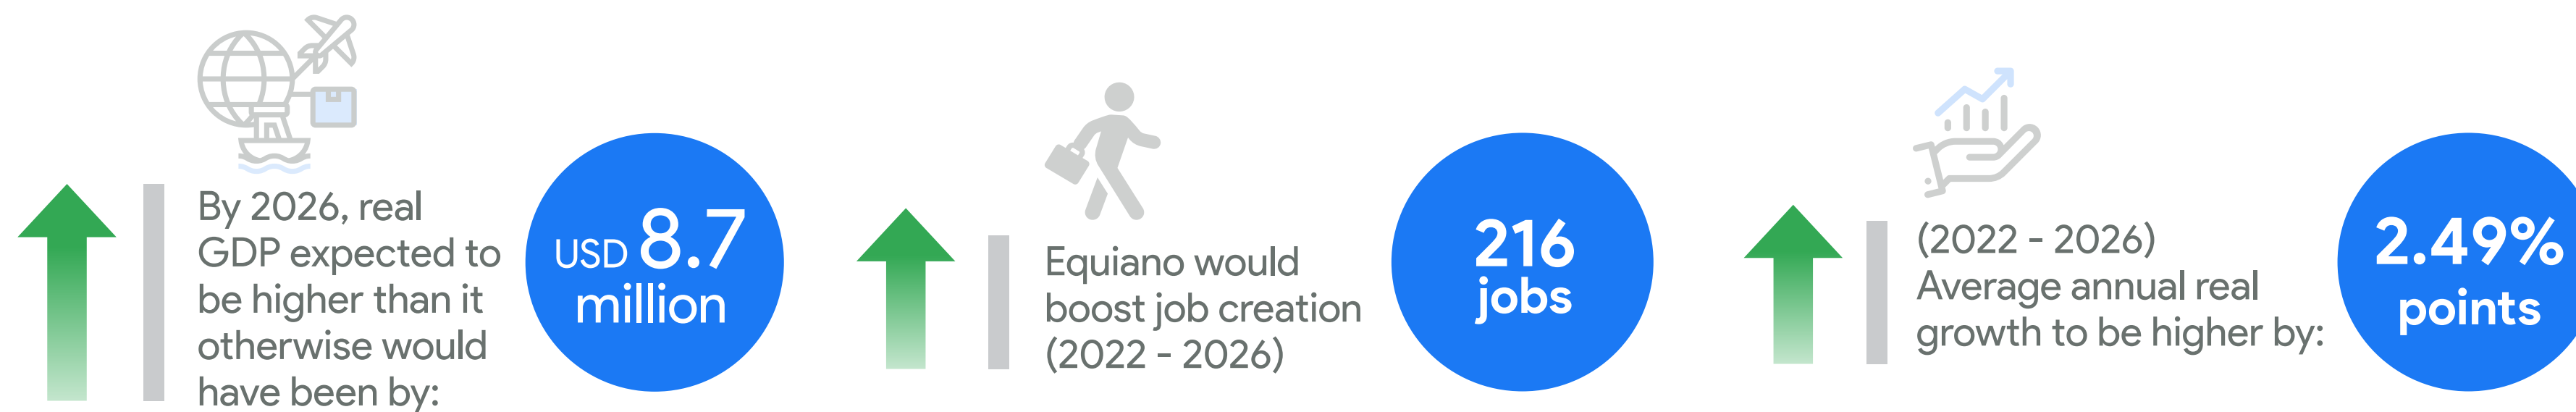 By 2026, real
GDP expected to
be higher than it
otherwise would
have been by:
USD 8.7
million
Equiano would
boost job creation
(2022 - 2026)
216
jobs
(2022 - 2026)
Average annual real
growth to be higher by:
2.49%
points